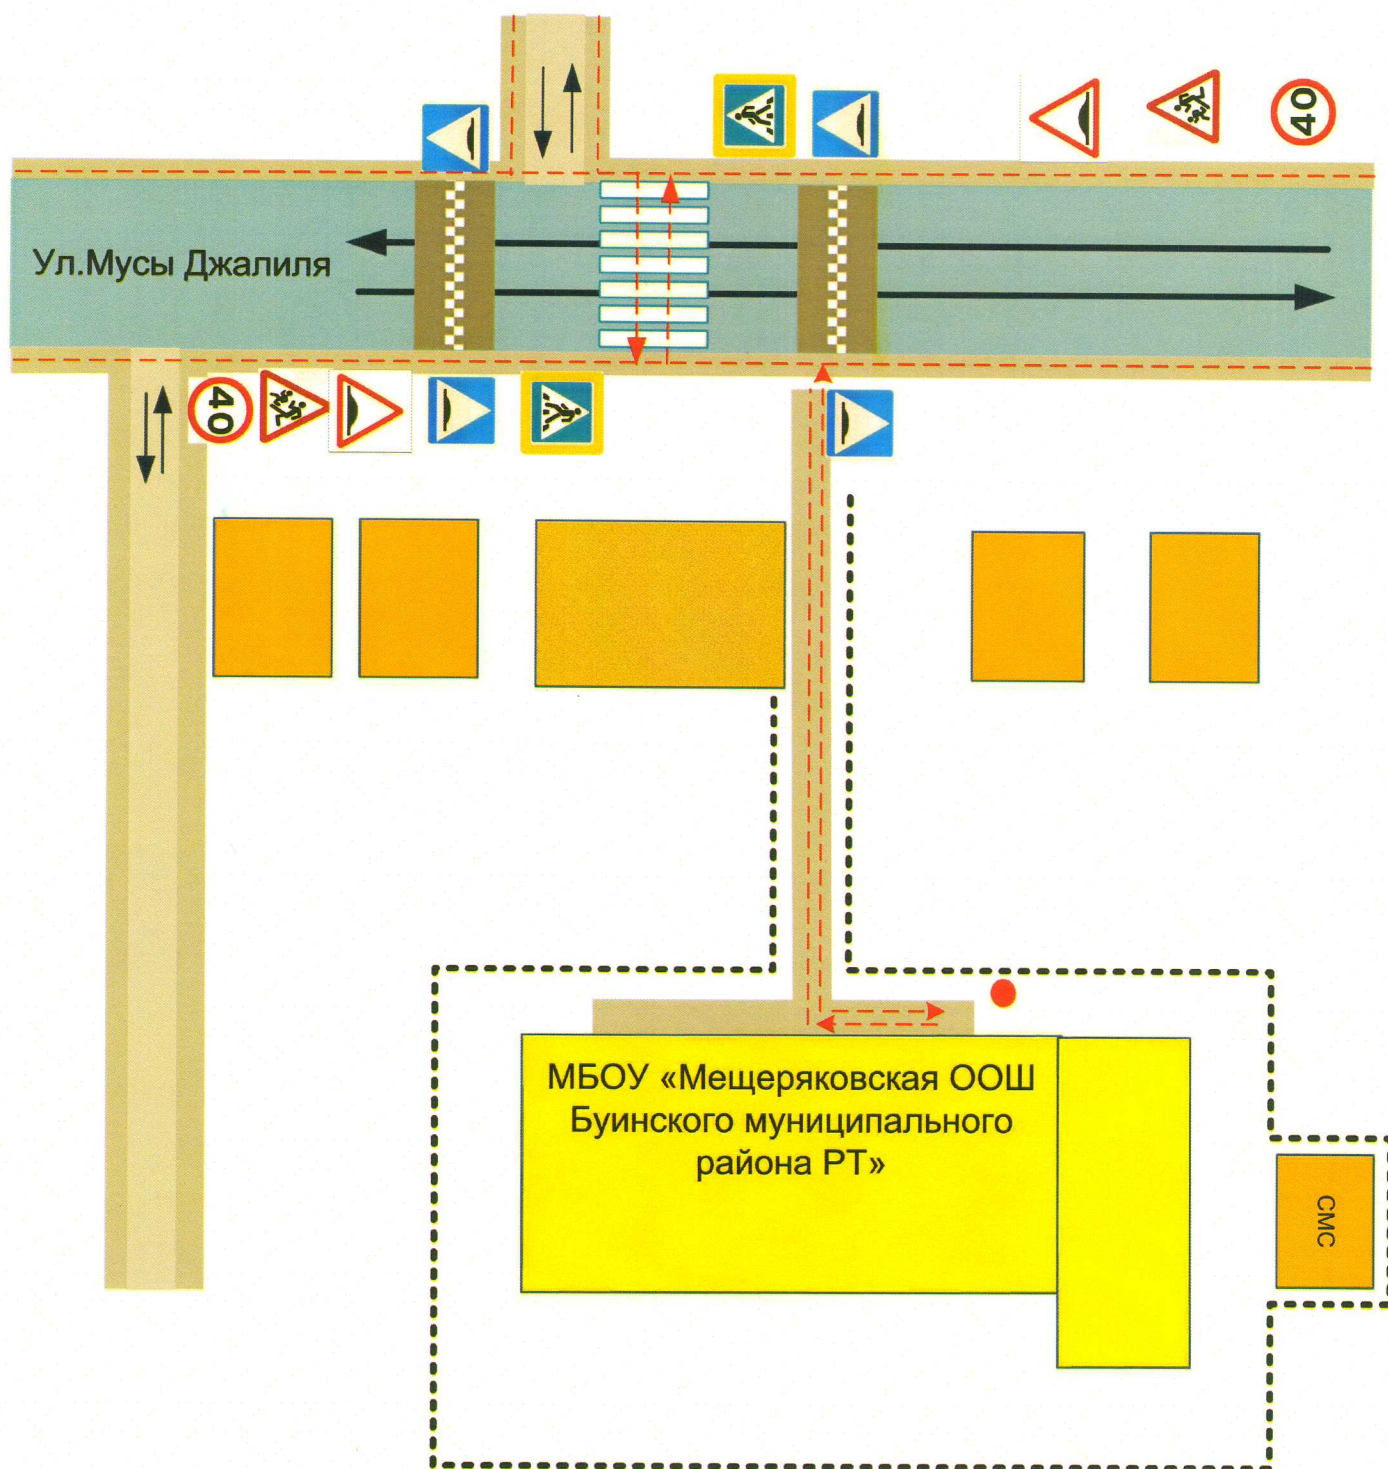 40
Ул.Мусы Джалиля
40
МБОУ «Мещеряковская ООШ
Буинского муниципального
района РТ»
СМС